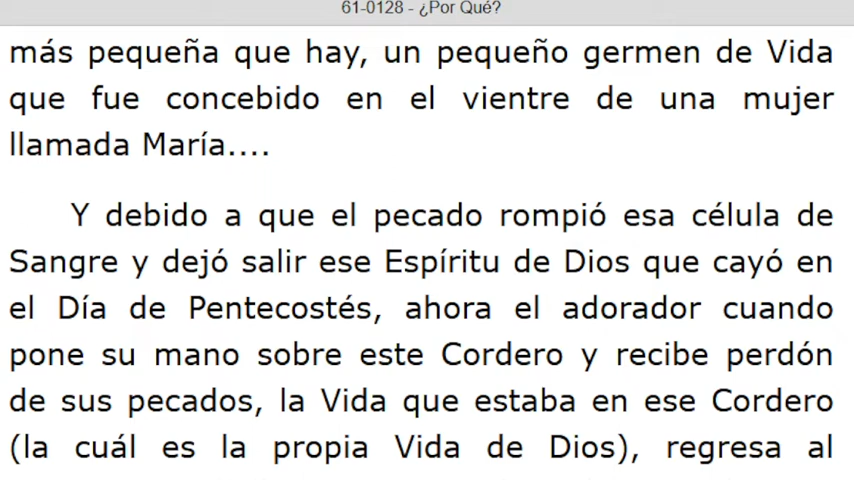 61-0128 - ¿Por Qué?
más pequeña que hay, un pequeño germen de Vida
que fue concebido en el vientre de una mujer
llamada María....
Y debido a que el pecado rompió esa célula de
Sangre y dejó salir ese Espíritu de Dios que cayó en
el Día de Pentecostés, ahora el adorador cuando
pone su mano sobre este Cordero y recibe perdón
de sus pecados, la Vida que estaba en ese Cordero
(la cuál es la propia Vida de Dios), regresa al